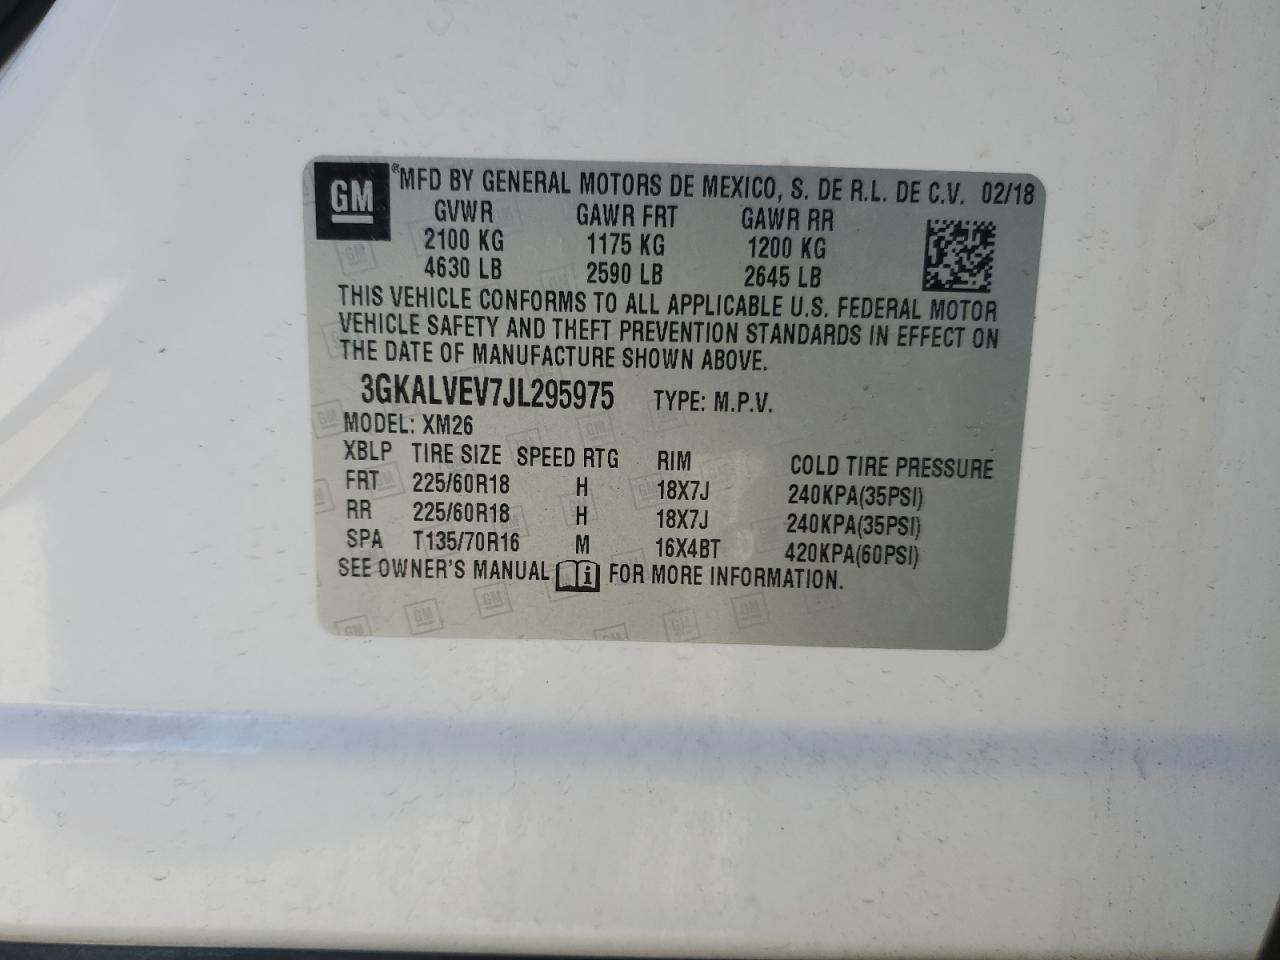 GM
®MFD BY GENERAL MOTORS DE MEXICO, S. DE R.L. DE C.V. 02/18
GVWR GAWR FRT GAWR RR
2100 KG 1175 KG 1200 KG
4630 LB 2590 LB 2645 LB
THIS VEHICLE CONFORMS TO ALL APPLICABLE U.S. FEDERAL MOTOR
VEHICLE SAFETY AND THEFT PREVENTION STANDARDS IN EFFECT ON
THE DATE OF MANUFACTURE SHOWN ABOVE.
3GKALVEV7JL295975 TYPE: M.P.V.
MODEL: XM26
XBLP TIRE SIZE SPEED RTG RIM COLD TIRE PRESSURE
FRT 225/60R18 H 18X7J 240KPA(35PSI)
RR 225/60R18 H 18X7J 240KPA(35PSI)
SPA T135/70R16 M 16X4BT 420KPA(60PSI)
SEE OWNER'S MANUAL i FOR MORE INFORMATION.